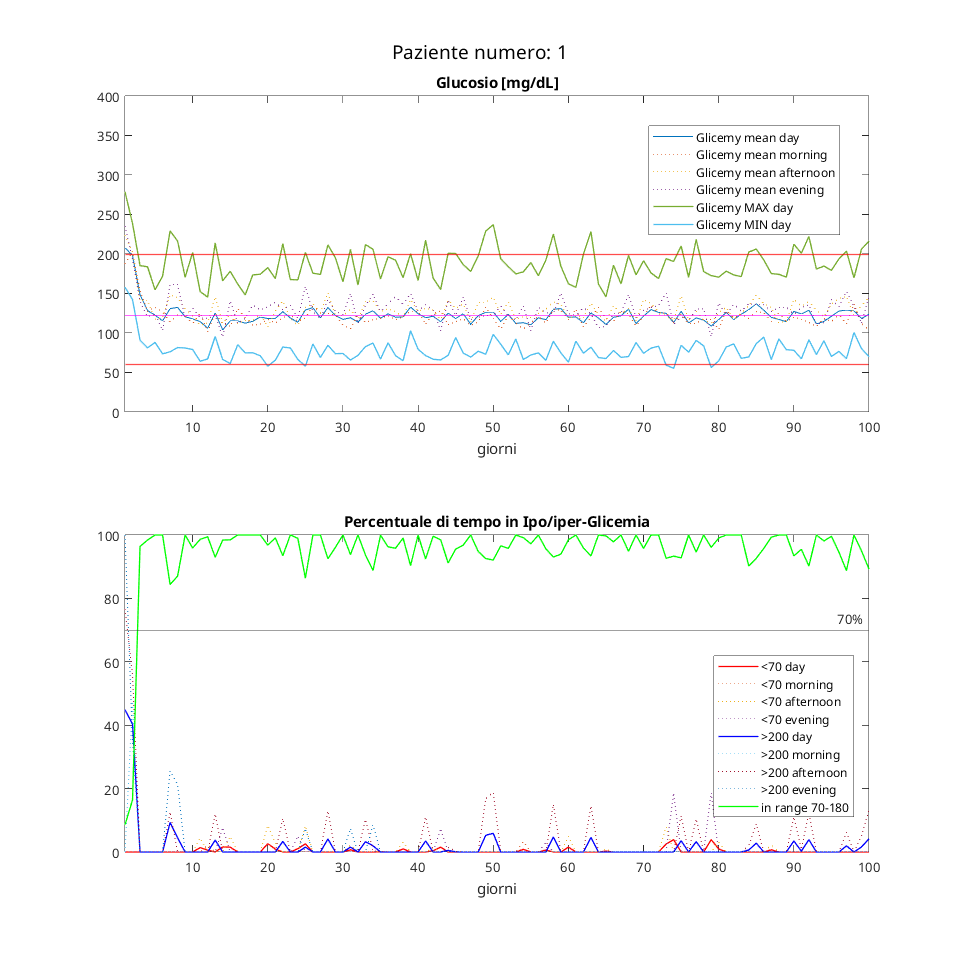 Paziente numero: 1
Glucosio [mg/dL]
400
350
300
250
200
150
100
50
0
Glicemy mean day
Glicemy mean morning
Glicemy mean afternoon
Glicemy mean evening
Glicemy MAX day
Glicemy MIN day
10 20 30 40 50 60 70 80 90 100
giorni
Percentuale di tempo in Ipo/iper-Glicemia
100
80
60
40
20
0
70%
<70 day
<70 morning
<70 afternoon
<70 evening
>200 day
>200 morning
>200 afternoon
>200 evening
in range 70-180
10 20 30 40 50 60 70 80 90 100
giorni